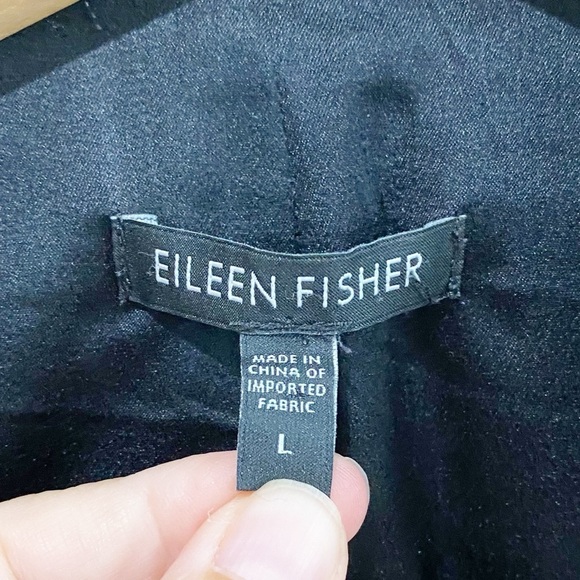 EILEEN FISHER
MADE IN
CHINA OF
IMPORTED
FABRIC
L